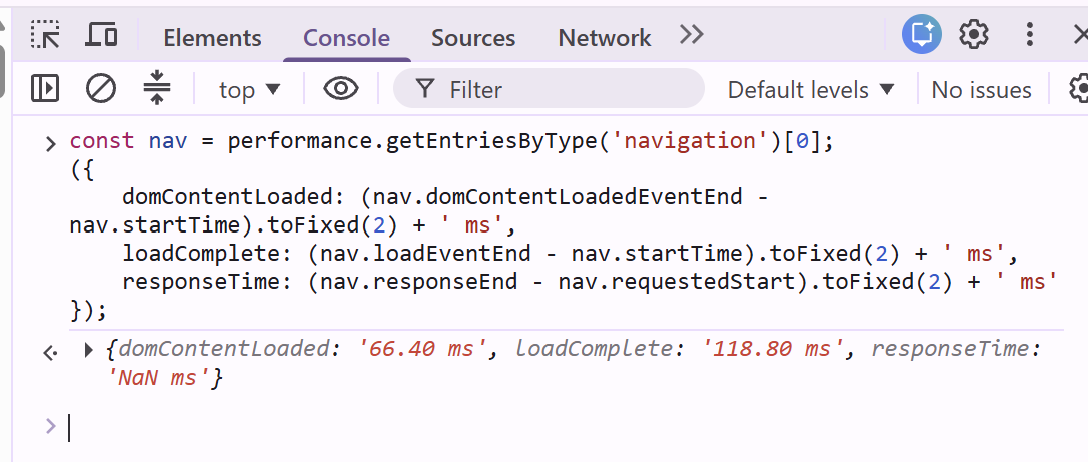 Elements Console Sources Network
top Filter Default levels No issues
const nav = performance.getEntriesByType('navigation')[0];
({
    domContentLoaded: (nav.domContentLoadedEventEnd -
nav.startTime).toFixed(2) + ' ms',
    loadComplete: (nav.loadEventEnd - nav.startTime).toFixed(2) + ' ms',
    responseTime: (nav.responseEnd - nav.requestedStart).toFixed(2) + ' ms'
});
{domContentLoaded: '66.40 ms', loadComplete: '118.80 ms', responseTime:
'NaN ms'}